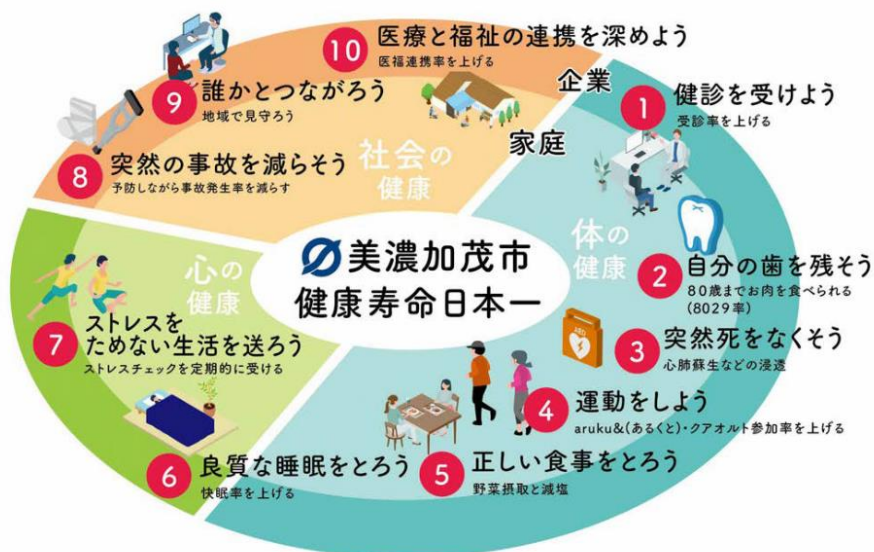 美濃加茂市
健康寿命日本一
企業
家庭
体の
健康
1
健診を受けよう
受診率を上げる
2
自分の歯を残そう
80歳までお肉を食べられる
(8029率)
3
突然死をなくそう
心肺蘇生などの浸透
AED
4
運動をしよう
aruku&(あるくと)・クアオルト参加率を上げる
5
正しい食事をとろう
野菜摂取と減塩
心の
健康
6
良質な睡眠をとろう
快眠率を上げる
7
ストレスを
ためない生活を送ろう
ストレスチェックを定期的に受ける
社会の
健康
8
突然の事故を減らそう
予防しながら事故発生率を減らす
9
誰かとつながろう
地域で見守ろう
10
医療と福祉の連携を深めよう
医福連携率を上げる